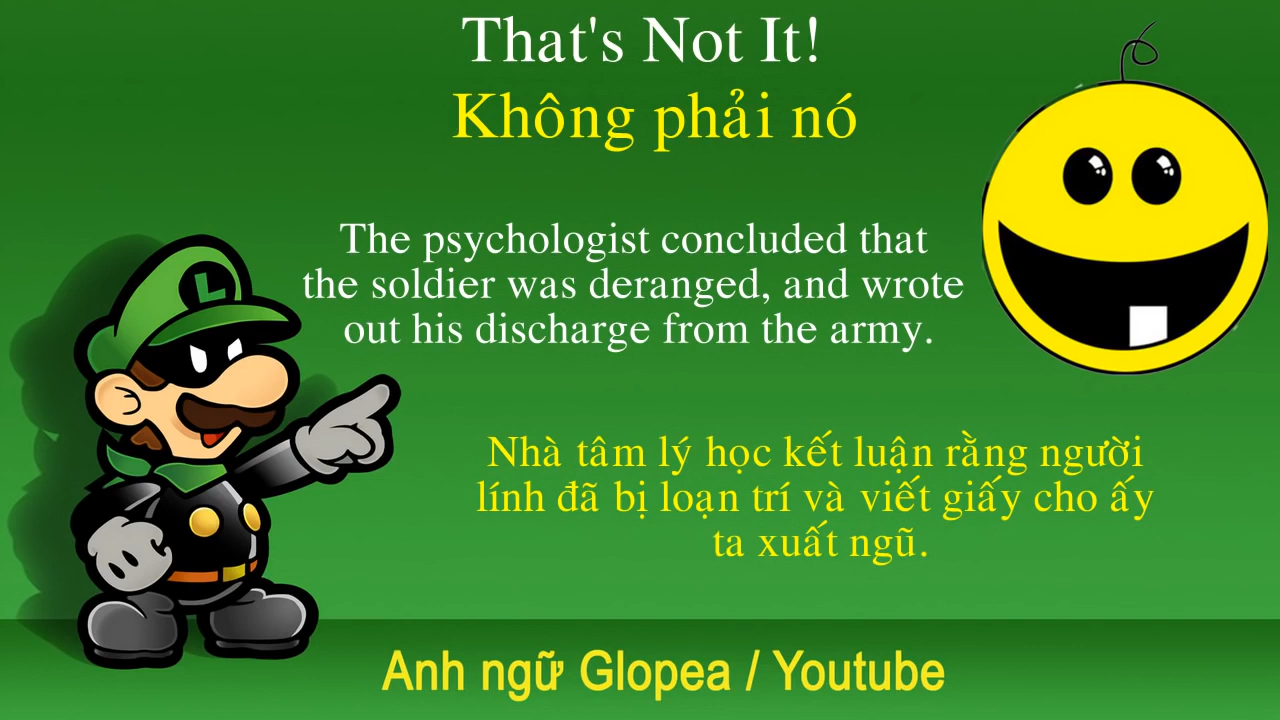 That's Not It!
Không phải nó
The psychologist concluded that
the soldier was deranged, and wrote
out his discharge from the army.
L
Nhà tâm lý học kết luận rằng người
lính đã bị loạn trí và viết giấy cho ấy
ta xuất ngũ.
Anh ngữ Glopea / Youtube